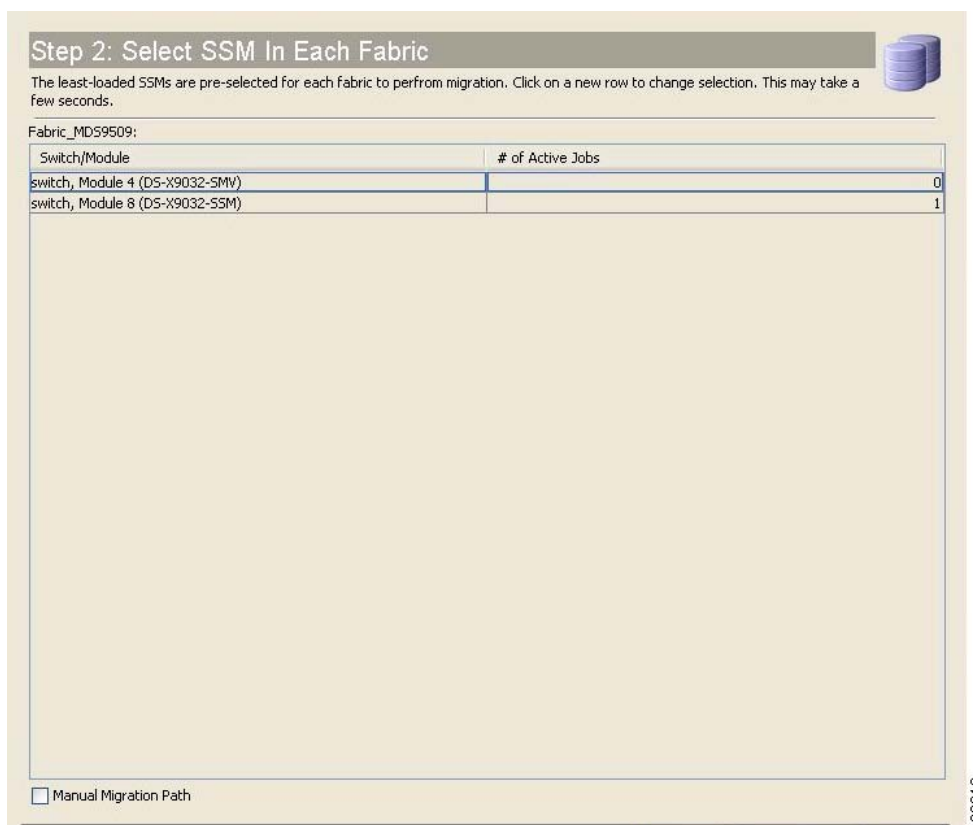 Step 2: Select SSM In Each Fabric
The least-loaded SSMs are pre-selected for each fabric to perfrom migration. Click on a new row to change selection. This may take a
few seconds.
Fabric_MDS9509:
Switch/Module # of Active Jobs
switch, Module 4 (DS-X9032-SMV) 0
switch, Module 8 (DS-X9032-SSM) 1
Manual Migration Path